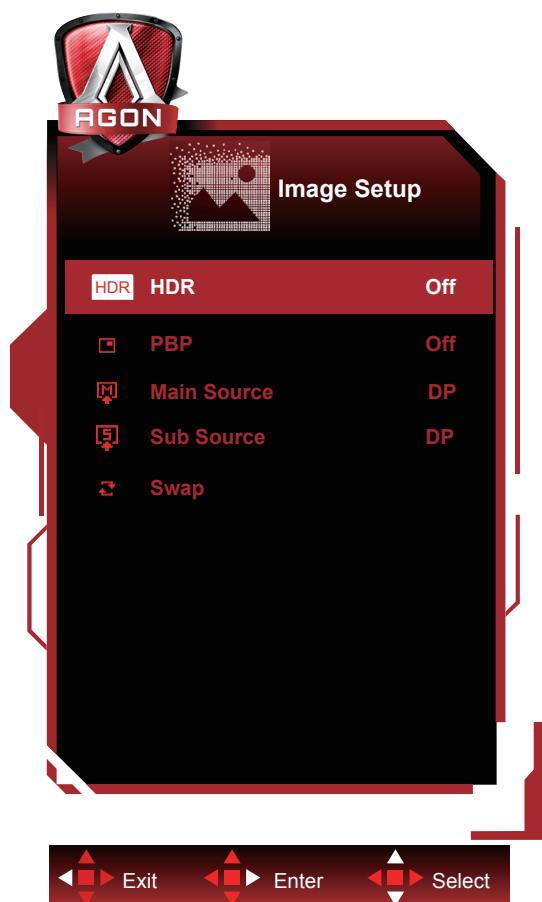 AGON
Image Setup
HDR HDR Off
PBP Off
M Main Source DP
S Sub Source DP
Swap
Exit Enter Select